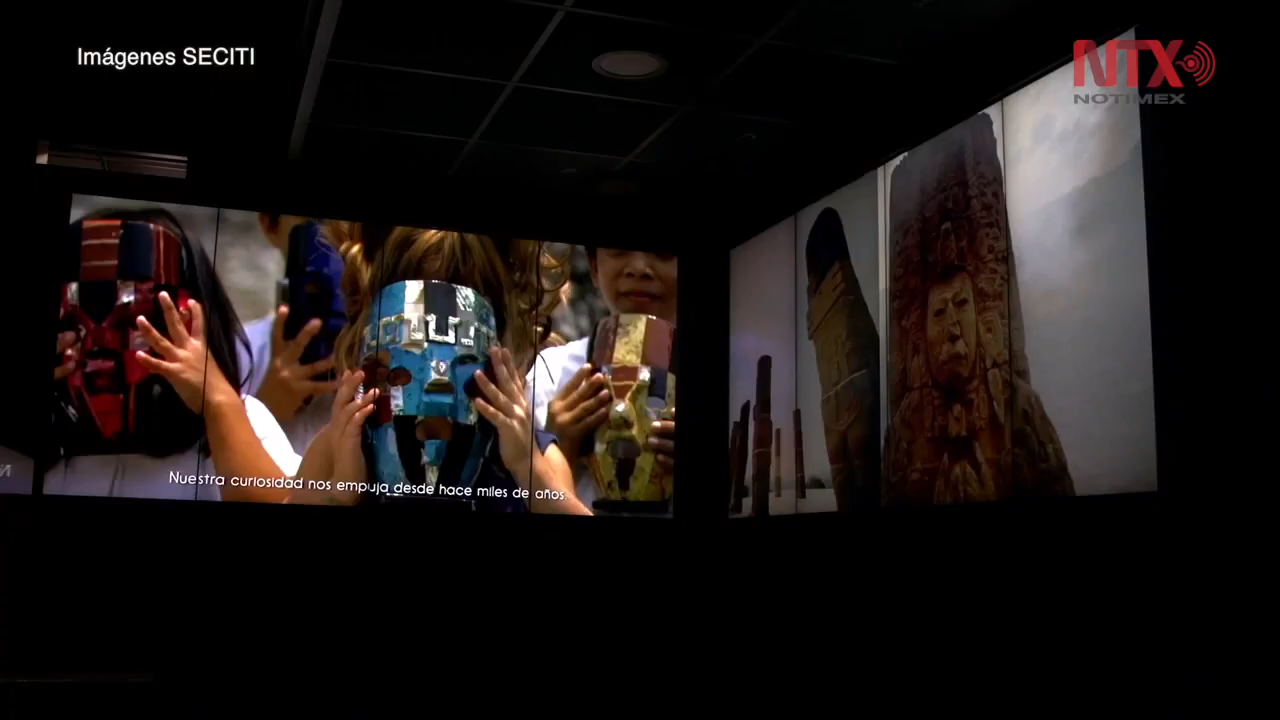 Imágenes SECITI
NTX
NOTIMEX
Nuestra curiosidad nos empuja desde hace miles de años.